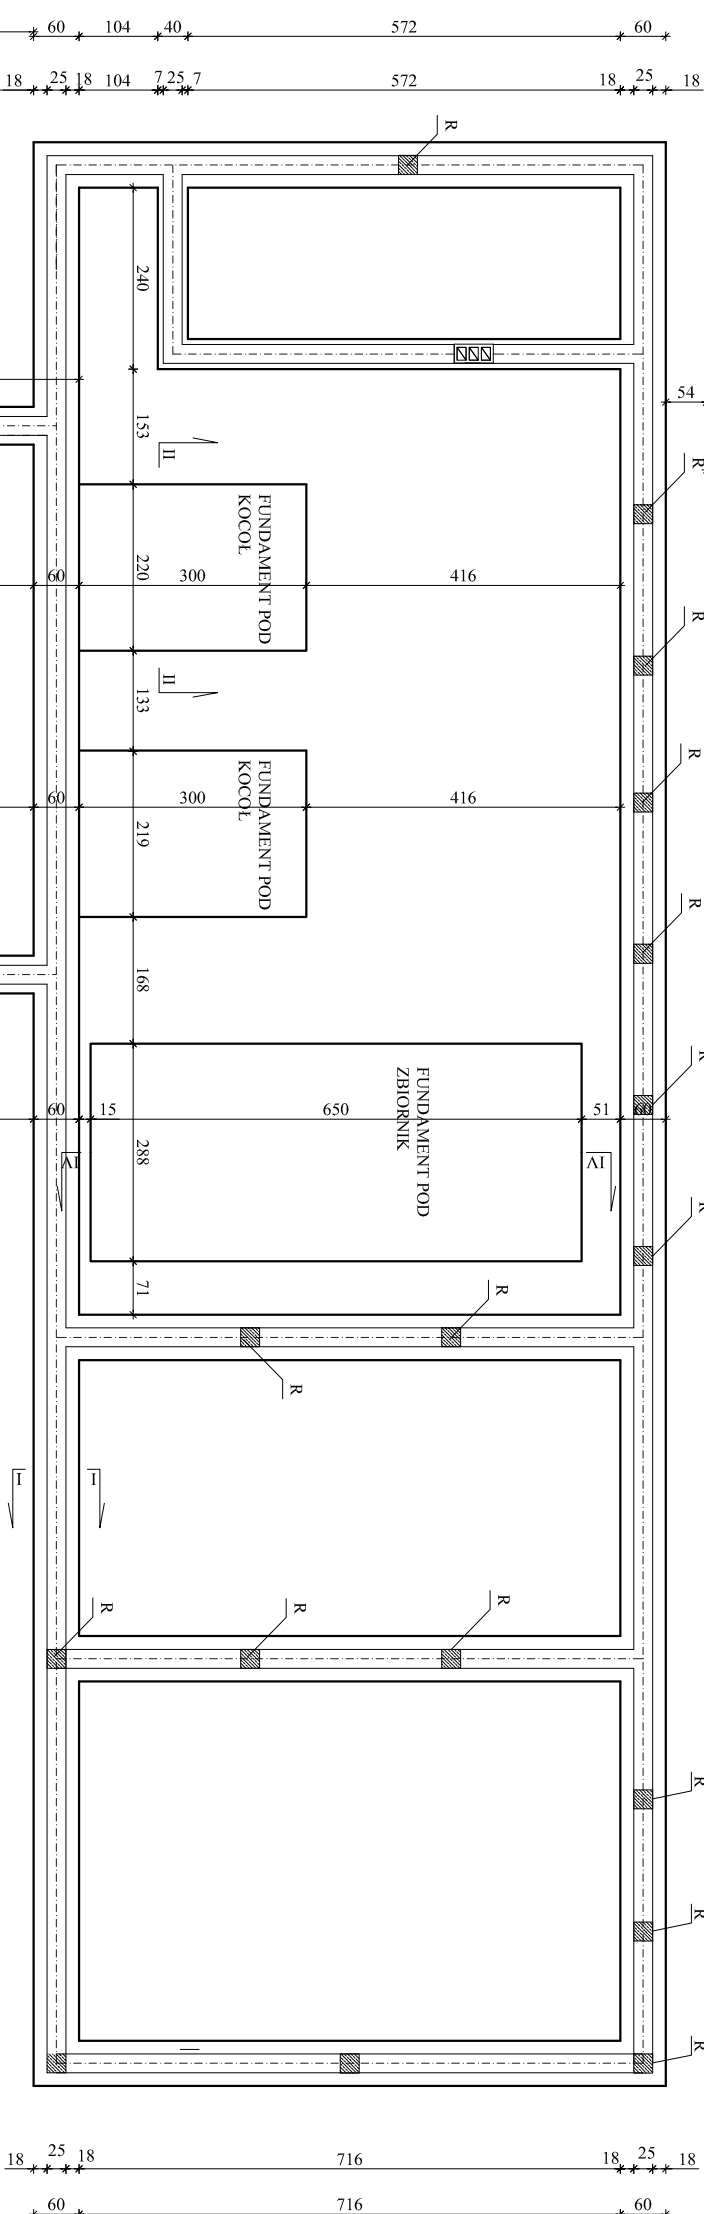 60 104 40 572 60
18 25 18 104 7 25 7 572 18 25 18
R
240
54
153
II
R
FUNDAMENT POD
KOCOŁ
220
60 300 416
R
II
133
R
FUNDAMENT POD
KOCOŁ
60 300 416
219
R
168
R
FUNDAMENT POD
ZBIORNIK
60 15 650 51 60
288
IV IV
R
71
R
R
I I
R R R
R
R
R
18 25 18 716 18 25 18
60 716 60